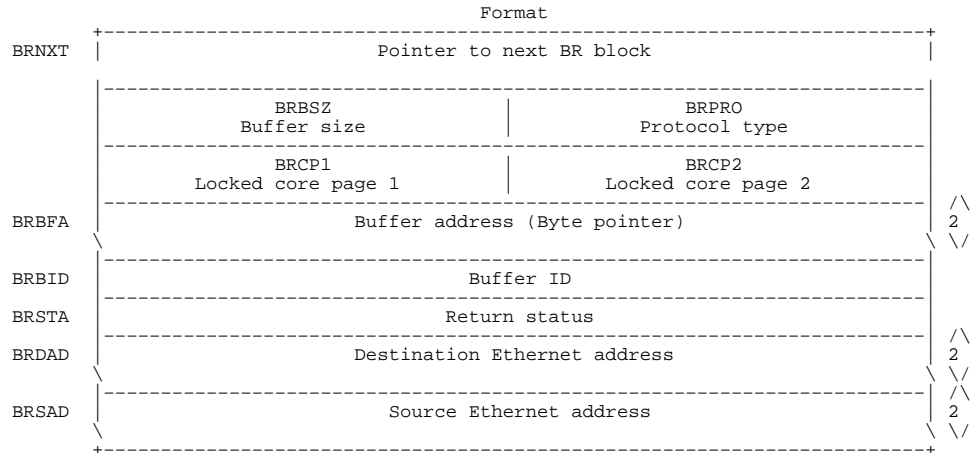 Format
BRNXT Pointer to next BR block
BRBSZ BRPRO
Buffer size Protocol type
BRCP1 BRCP2
Locked core page 1 Locked core page 2
BRBFA Buffer address (Byte pointer) 2
BRBID Buffer ID
BRSTA Return status
BRDAD Destination Ethernet address 2
BRSAD Source Ethernet address 2